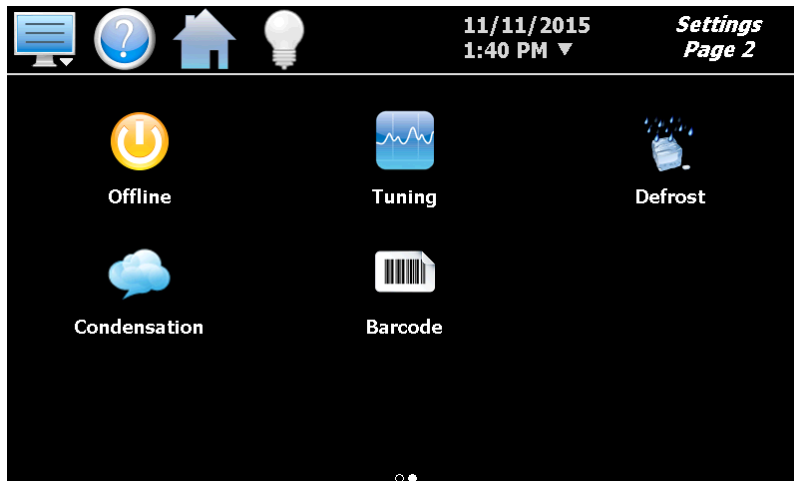 11/11/2015
1:40 PM ▼
Settings
Page 2
Offline
Tuning
Defrost
Condensation
Barcode